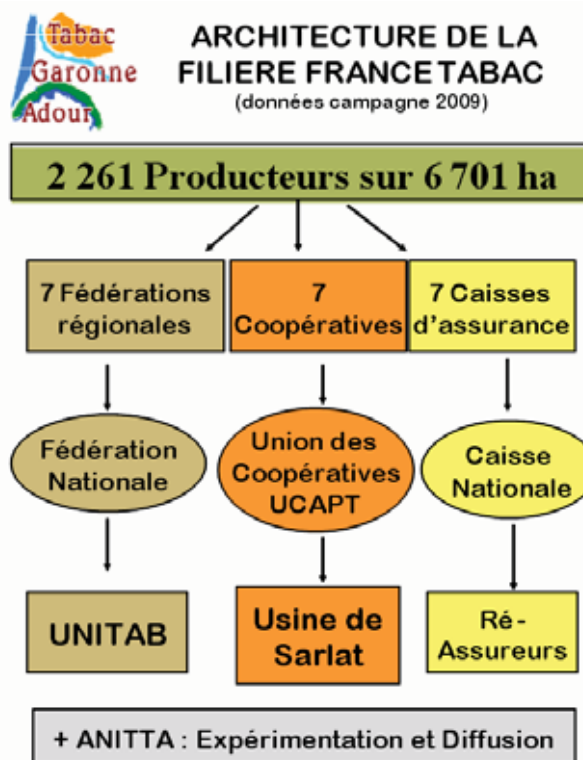 Tabac
Garonne
Adour
ARCHITECTURE DE LA
FILIERE FRANCE TABAC
(données campagne 2009)
2 261 Producteurs sur 6 701 ha
7 Fédérations
régionales
7
Coopératives
7 Caisses
d'assurance
Fédération
Nationale
Union des
Coopératives
UCAPT
Caisse
Nationale
UNITAB
Usine de
Sarlat
Ré-
Assureurs
+ ANITTA : Expérimentation et Diffusion